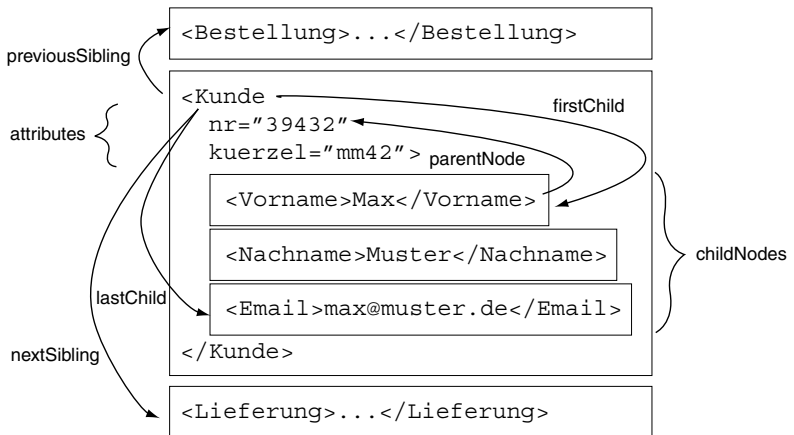 <Bestellung>...</Bestellung>
previousSibling
<Kunde
firstChild
nr="39432"
attributes
kuerzel="mm42">
parentNode
<Vorname>Max</Vorname>
<Nachname>Muster</Nachname>
childNodes
lastChild
<Email>max@muster.de</Email>
nextSibling
</Kunde>
<Lieferung>...</Lieferung>